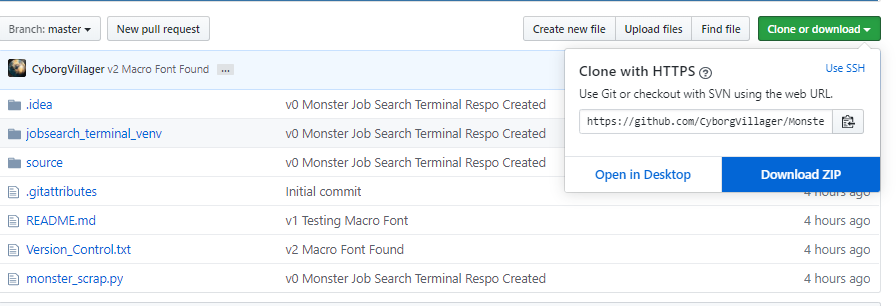 Branch: master New pull request Create new file Upload files Find file Clone or download
CyborgVillager v2 Macro Font Found ...
Clone with HTTPS ? Use SSH
Use Git or checkout with SVN using the web URL.
https://github.com/CyborgVillager/Monste
Open in Desktop Download ZIP
.idea v0 Monster Job Search Terminal Respo Created
jobsearch_terminal_venv v0 Monster Job Search Terminal Respo Created
source v0 Monster Job Search Terminal Respo Created
.gitattributes Initial commit 4 hours ago
README.md v1 Testing Macro Font 4 hours ago
Version_Control.txt v2 Macro Font Found 4 hours ago
monster_scrap.py v0 Monster Job Search Terminal Respo Created 4 hours ago